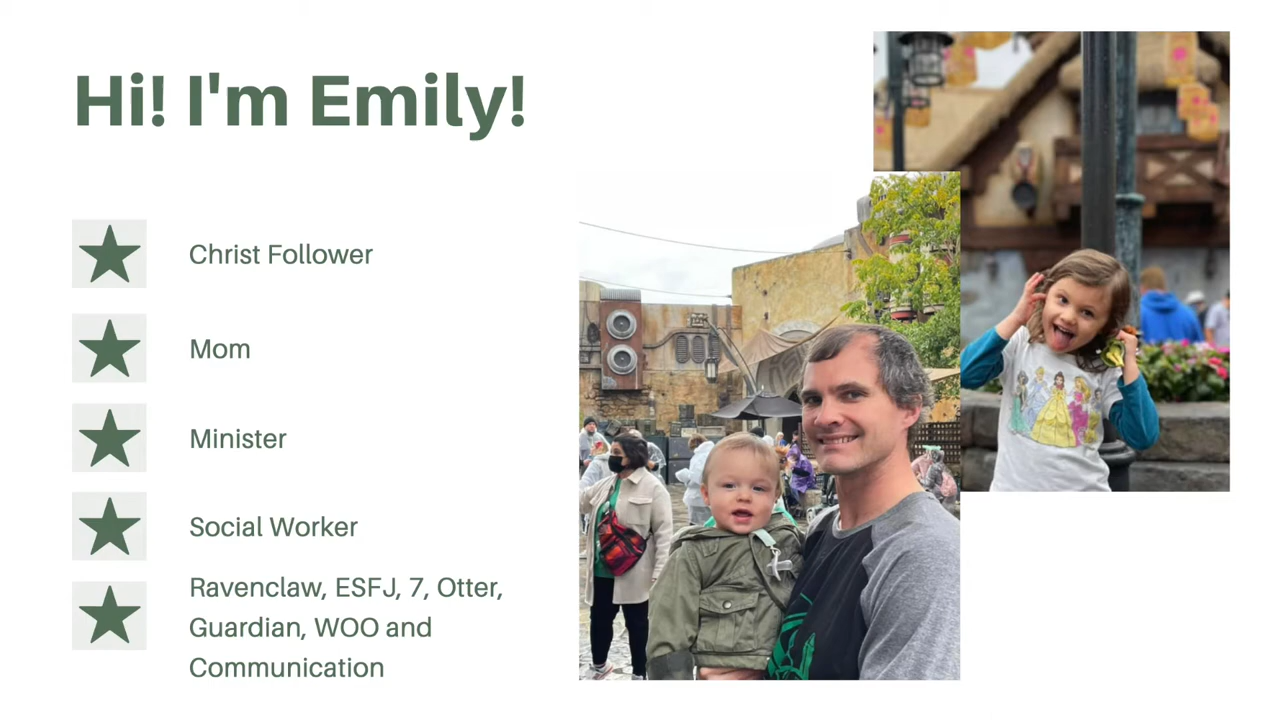 Hi! I'm Emily!
Christ Follower
Mom
Minister
Social Worker
Ravenclaw, ESFJ, 7, Otter,
Guardian, WOO and
Communication